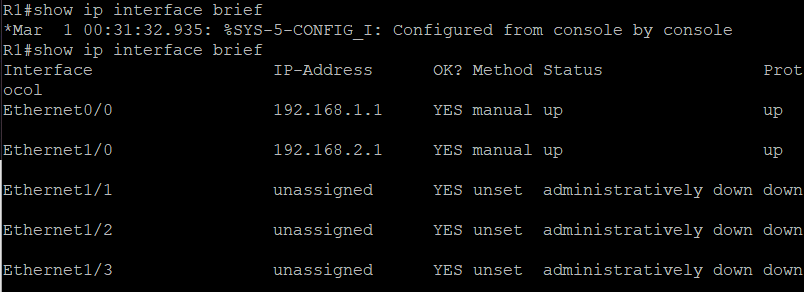 R1#show ip interface brief
*Mar  1 00:31:32.935: %SYS-5-CONFIG_I: Configured from console by console
R1#show ip interface brief
Interface                  IP-Address      OK? Method Status                Prot
ocol
Ethernet0/0                192.168.1.1     YES manual up                    up
Ethernet1/0                192.168.2.1     YES manual up                    up
Ethernet1/1                unassigned      YES unset  administratively down down
Ethernet1/2                unassigned      YES unset  administratively down down
Ethernet1/3                unassigned      YES unset  administratively down down